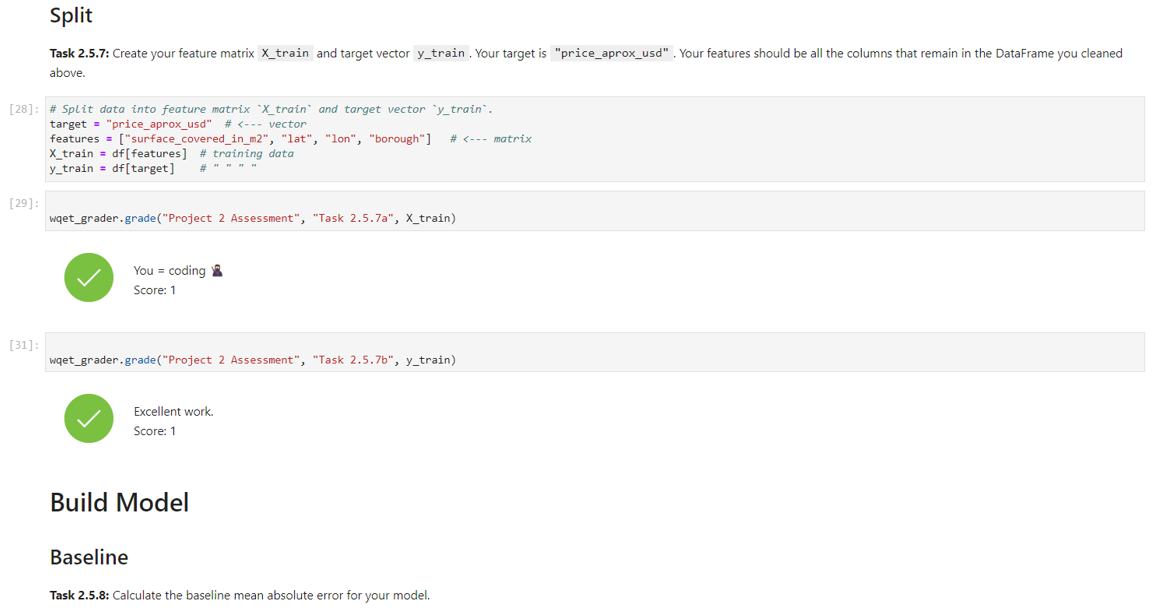 Split
Task 2.5.7: Create your feature matrix X_train and target vector y_train. Your target is "price_aprox_usd". Your features should be all the columns that remain in the DataFrame you cleaned
above.
[28]: # Split data into feature matrix `X_train` and target vector `y_train`.
target = "price_aprox_usd"  # <--- vector
features = ["surface_covered_in_m2", "lat", "lon", "borough"]   # <--- matrix
X_train = df[features]  # training data
y_train = df[target]    # " " " "
[29]:
wqet_grader.grade("Project 2 Assessment", "Task 2.5.7a", X_train)
You = coding 🥷
Score: 1
[31]:
wqet_grader.grade("Project 2 Assessment", "Task 2.5.7b", y_train)
Excellent work.
Score: 1
Build Model
Baseline
Task 2.5.8: Calculate the baseline mean absolute error for your model.